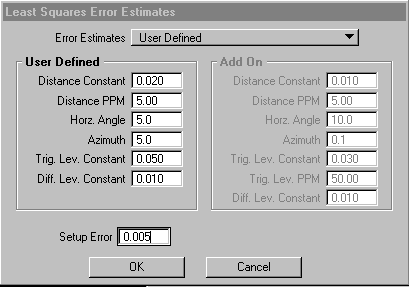 Least Squares Error Estimates
Error Estimates User Defined
User Defined
Distance Constant 0.020
Distance PPM 5.00
Horz. Angle 5.0
Azimuth 5.0
Trig. Lev. Constant 0.050
Diff. Lev. Constant 0.010
Add On
Distance Constant 0.010
Distance PPM 5.00
Horz. Angle 10.0
Azimuth 0.1
Trig. Lev. Constant 0.030
Trig. Lev. PPM 50.00
Diff. Lev. Constant 0.010
Setup Error 0.005
OK Cancel